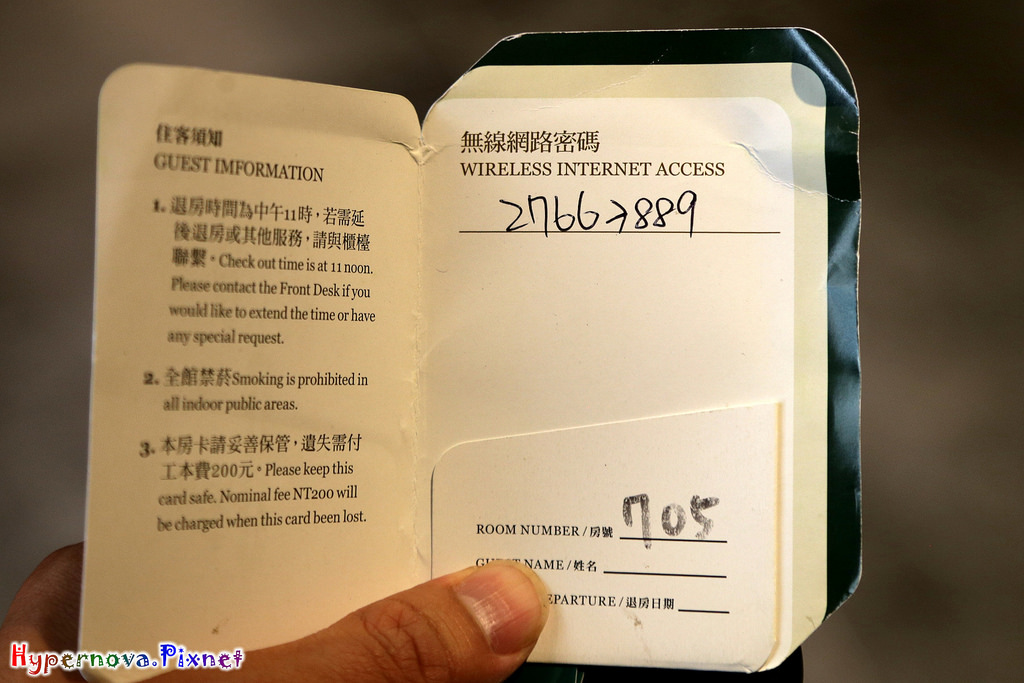 住客須知
GUEST IMFORMATION
1. 退房時間為中午11時，若需延
後退房或其他服務，請與櫃檯
聯繫。Check out time is at 11 noon.
Please contact the Front Desk if you
would like to extend the time or have
any special request.
2. 全館禁菸Smoking is prohibited in
all indoor public areas.
3. 本房卡請妥善保管，遺失需付
工本費200元。Please keep this
card safe. Nominal fee NT200 will
be charged when this card been lost.
無線網路密碼
WIRELESS INTERNET ACCESS
27667889
ROOM NUMBER / 房號 705
NAME / 姓名
EPARTURE / 退房日期
Hypernova.Pixnet